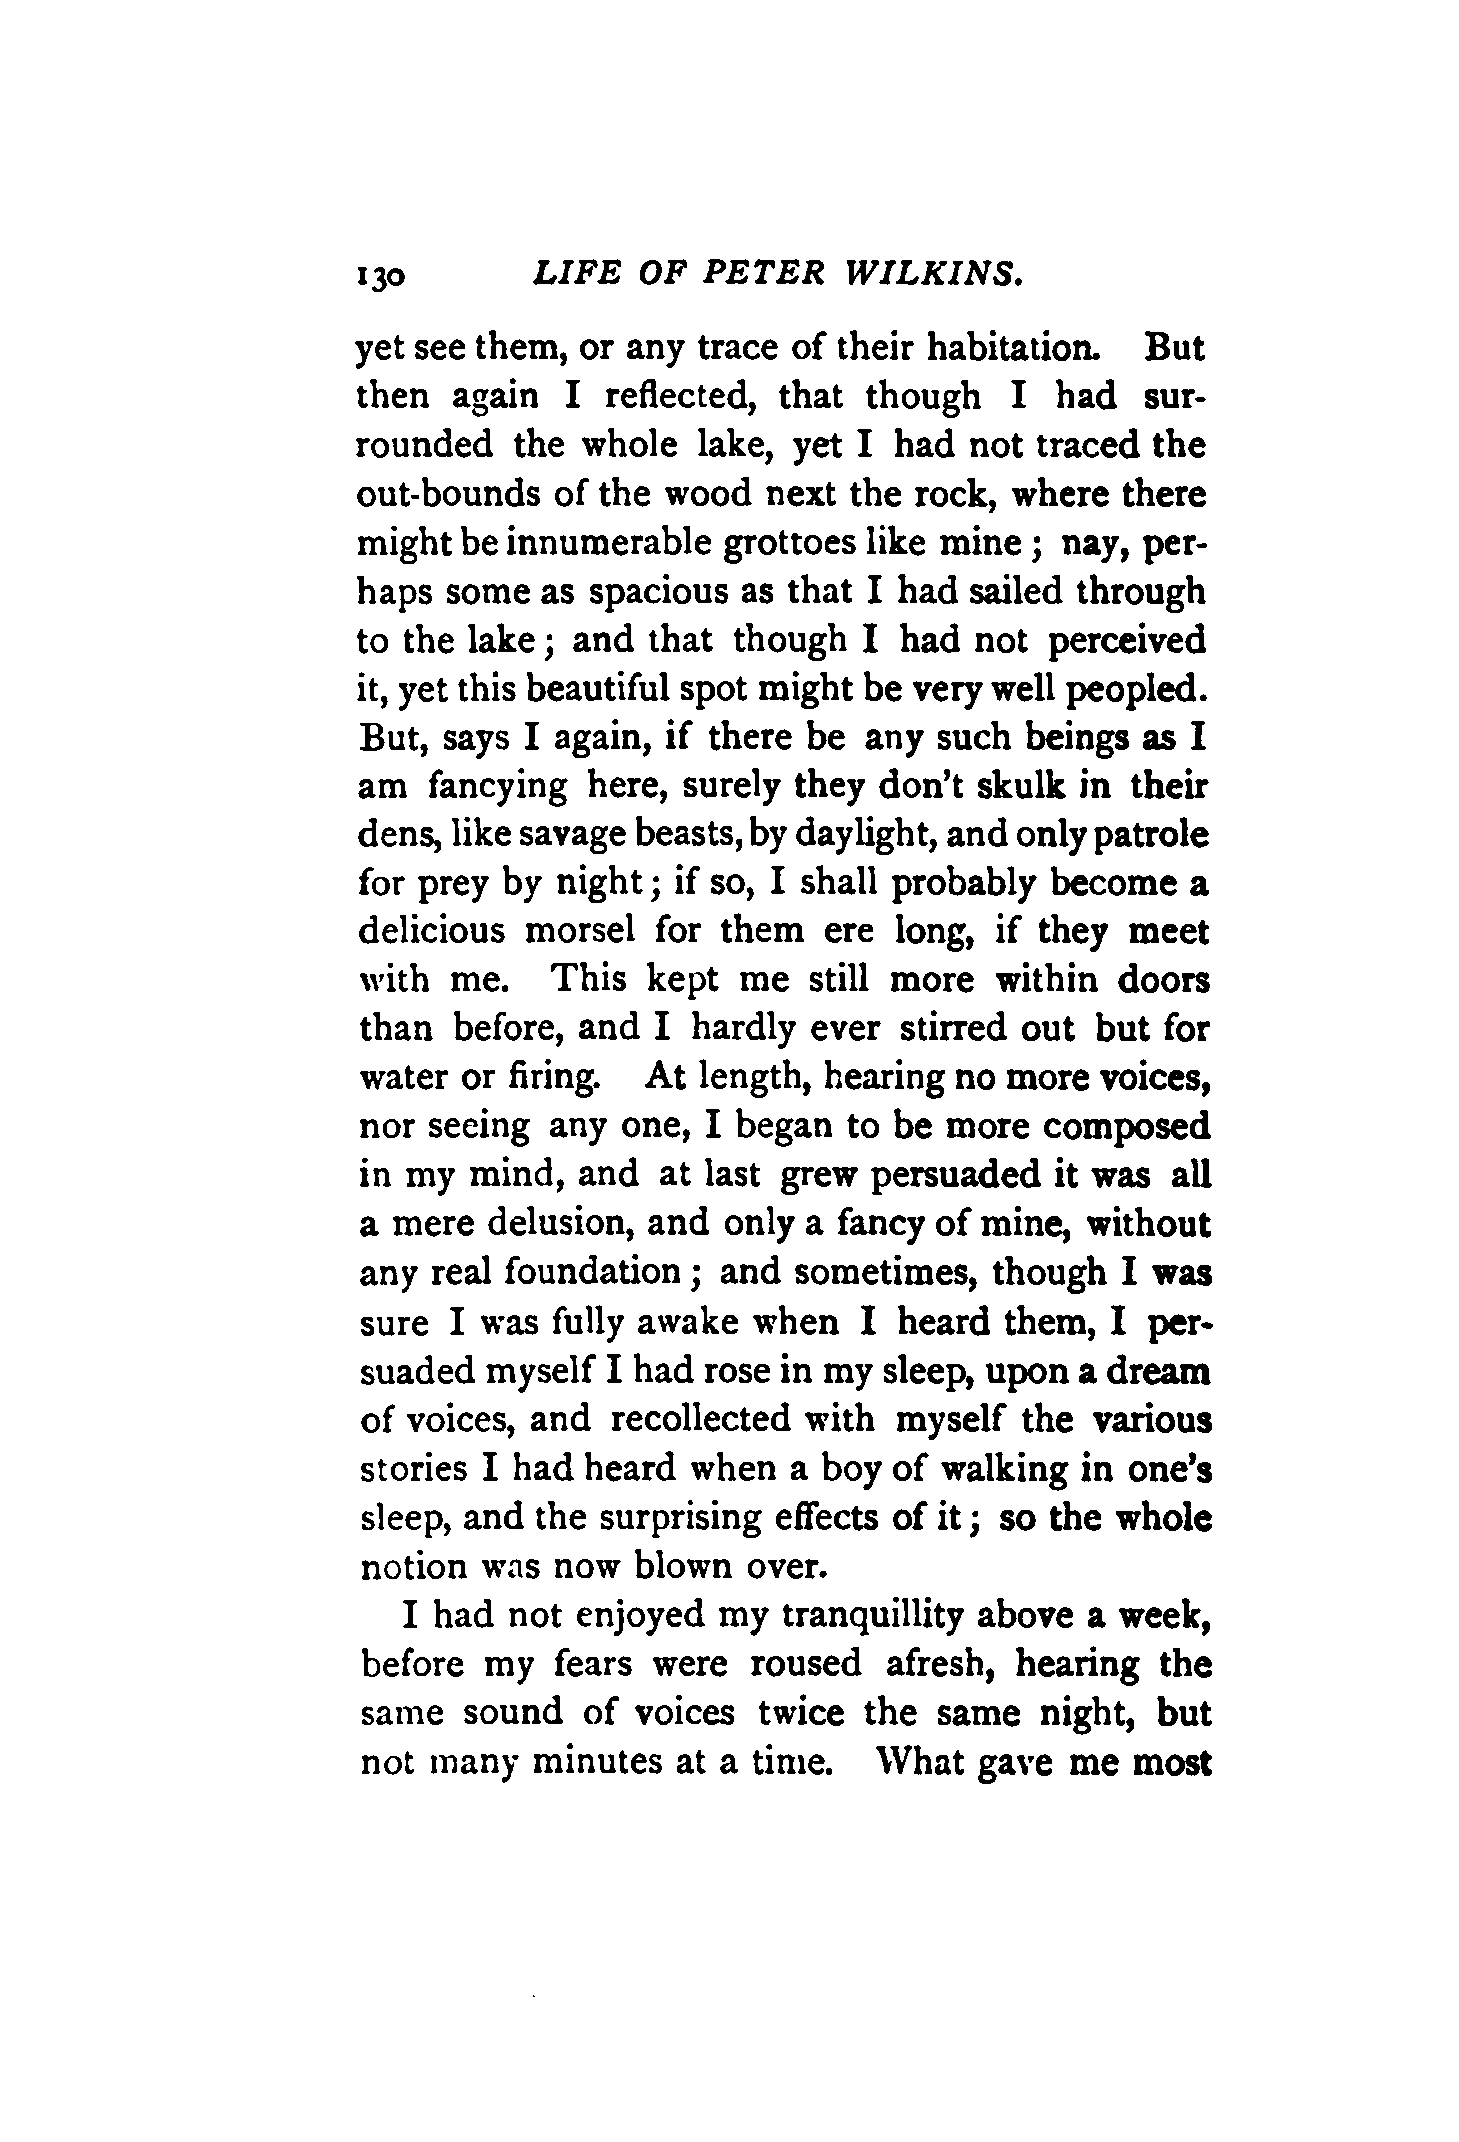 130 LIFE OF PETER WILKINS.
yet see them, or any trace of their habitation. But
then again I reflected, that though I had sur-
rounded the whole lake, yet I had not traced the
out-bounds of the wood next the rock, where there
might be innumerable grottoes like mine ; nay, per-
haps some as spacious as that I had sailed through
to the lake ; and that though I had not perceived
it, yet this beautiful spot might be very well peopled.
But, says I again, if there be any such beings as I
am fancying here, surely they don't skulk in their
dens, like savage beasts, by daylight, and only patrole
for prey by night ; if so, I shall probably become a
delicious morsel for them ere long, if they meet
with me. This kept me still more within doors
than before, and I hardly ever stirred out but for
water or firing. At length, hearing no more voices,
nor seeing any one, I began to be more composed
in my mind, and at last grew persuaded it was all
a mere delusion, and only a fancy of mine, without
any real foundation ; and sometimes, though I was
sure I was fully awake when I heard them, I per-
suaded myself I had rose in my sleep, upon a dream
of voices, and recollected with myself the various
stories I had heard when a boy of walking in one's
sleep, and the surprising effects of it ; so the whole
notion was now blown over.
I had not enjoyed my tranquillity above a week,
before my fears were roused afresh, hearing the
same sound of voices twice the same night, but
not many minutes at a time. What gave me most